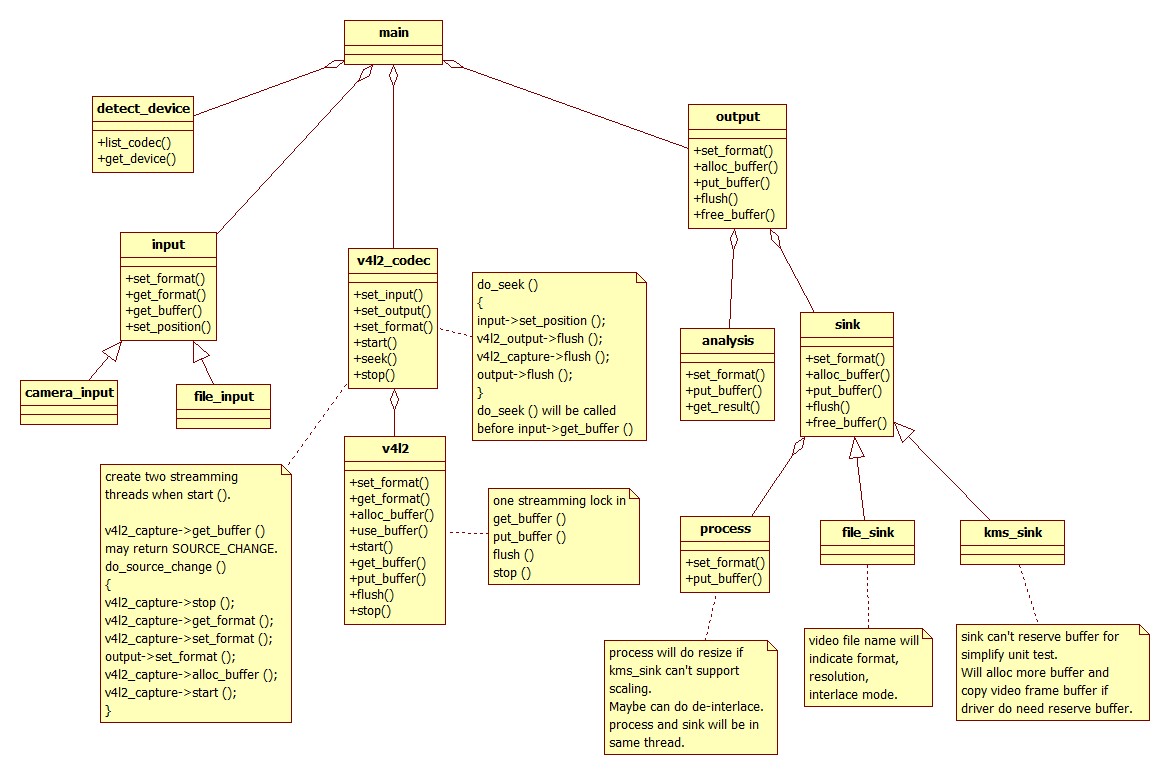 main
detect_device
+list_codec()
+get_device()
output
+set_format()
+alloc_buffer()
+put_buffer()
+flush()
+free_buffer()
input
+set_format()
+get_format()
+get_buffer()
+set_position()
v4l2_codec
+set_input()
+set_output()
+set_format()
+start()
+seek()
+stop()
do_seek ()
{
input->set_position ();
v4l2_output->flush ();
v4l2_capture->flush ();
output->flush ();
}
do_seek () will be called
before input->get_buffer ()
analysis
+set_format()
+put_buffer()
+get_result()
sink
+set_format()
+alloc_buffer()
+put_buffer()
+flush()
+free_buffer()
camera_input
file_input
v4l2
+set_format()
+get_format()
+alloc_buffer()
+use_buffer()
+start()
+get_buffer()
+put_buffer()
+flush()
+stop()
create two streamming
threads when start ().
v4l2_capture->get_buffer ()
may return SOURCE_CHANGE.
do_source_change ()
{
v4l2_capture->stop ();
v4l2_capture->get_format ();
v4l2_capture->set_format ();
output->set_format ();
v4l2_capture->alloc_buffer ();
v4l2_capture->start ();
}
one streamming lock in
get_buffer ()
put_buffer ()
flush ()
stop ()
process
+set_format()
+put_buffer()
file_sink
kms_sink
process will do resize if
kms_sink can't support
scaling.
Maybe can do de-interlace.
process and sink will be in
same thread.
video file name will
indicate format,
resolution,
interlace mode.
sink can't reserve buffer for
simplify unit test.
Will alloc more buffer and
copy video frame buffer if
driver do need reserve buffer.